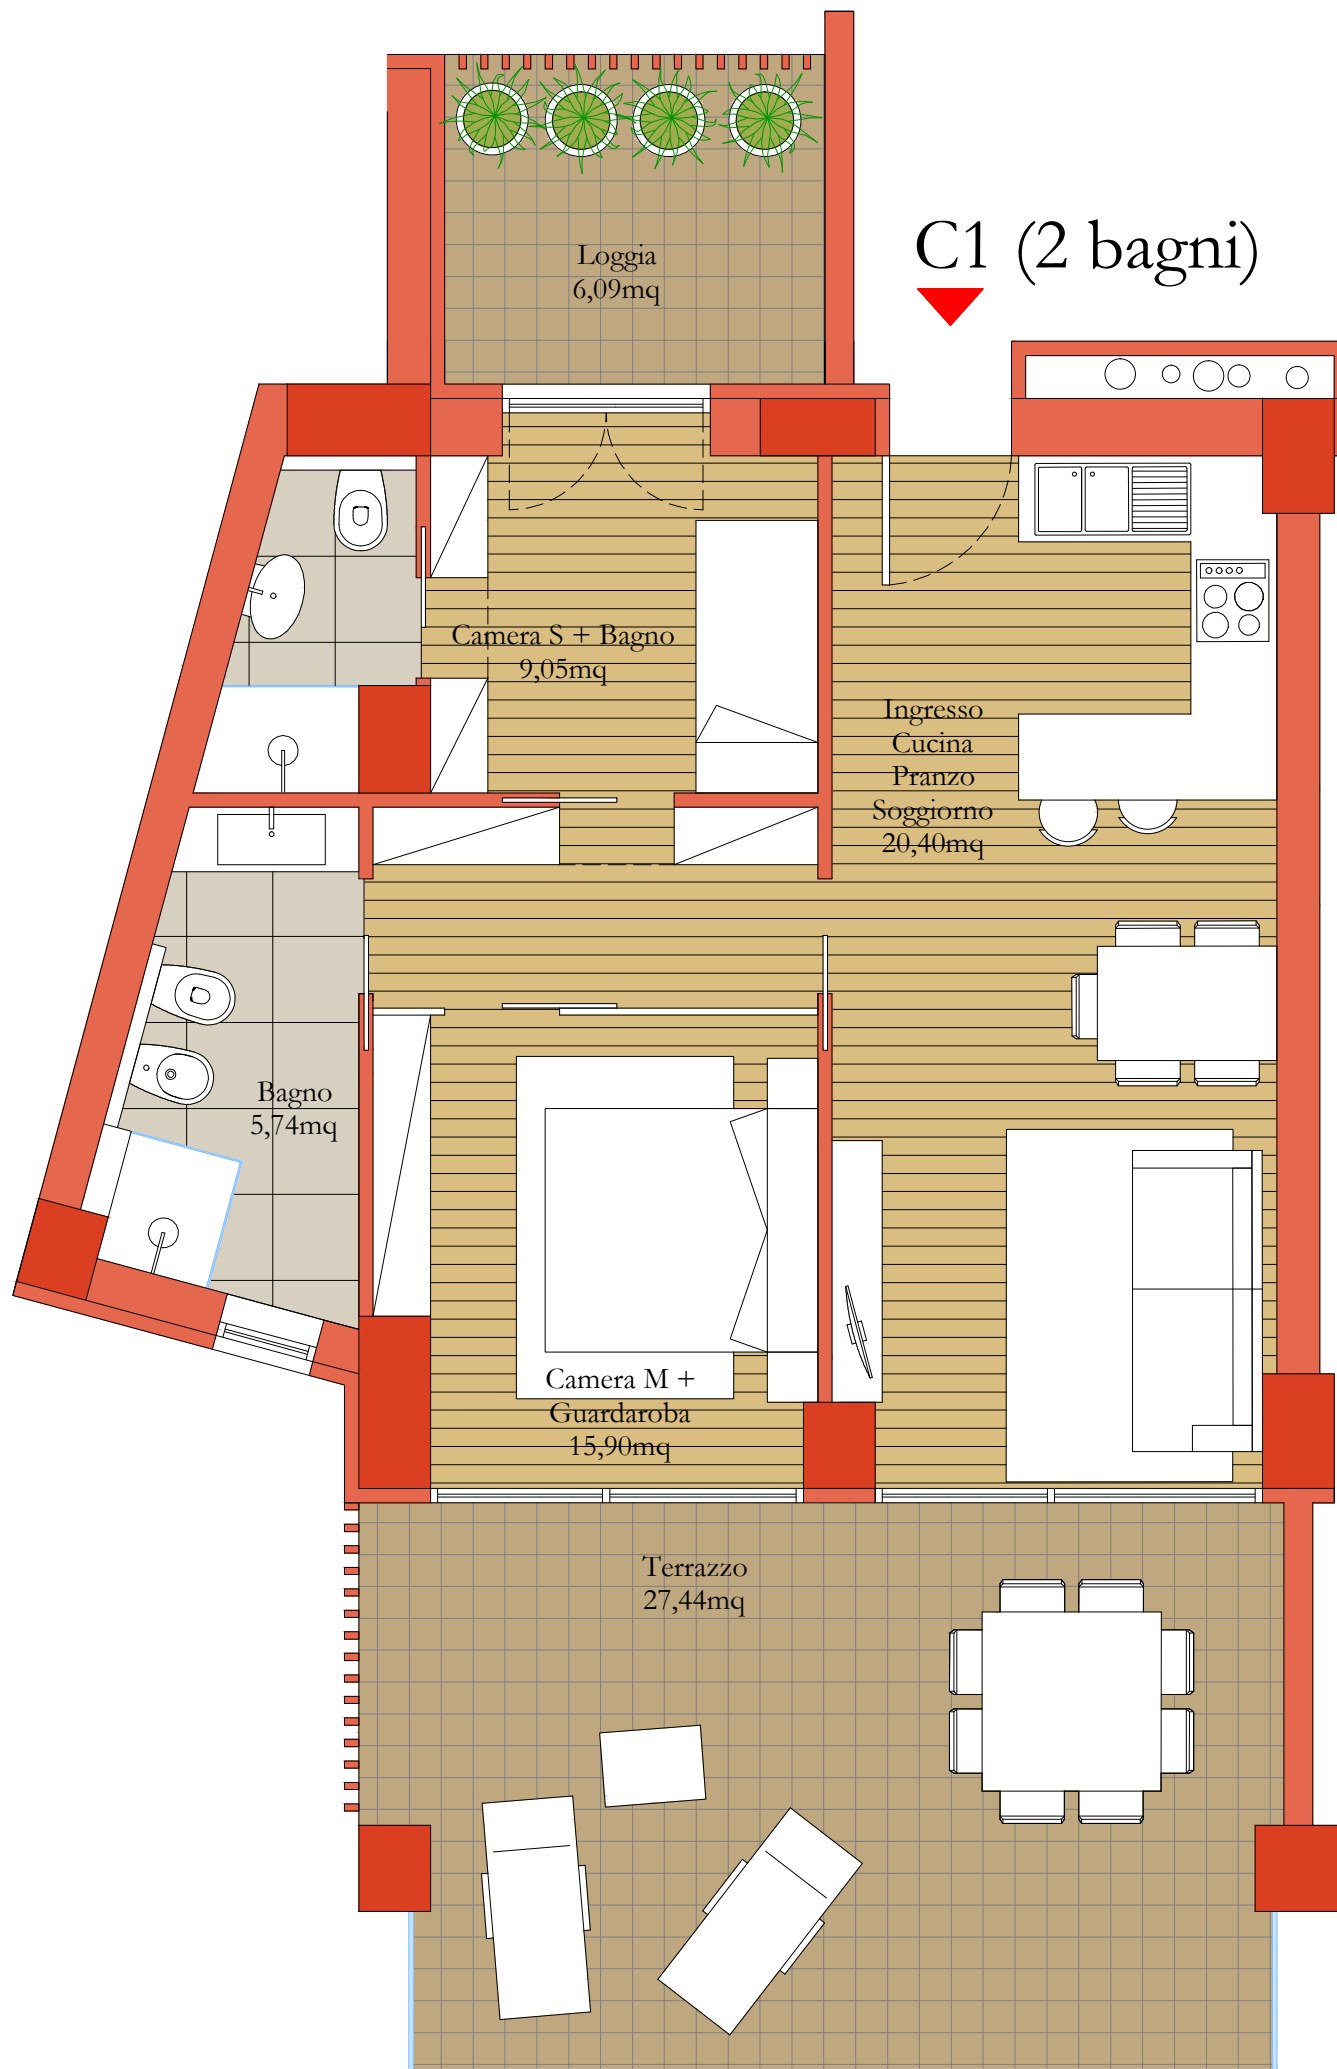 C1 (2 bagni)
Loggia
6,09mq
Camera S + Bagno
9,05mq
Ingresso
Cucina
Pranzo
Soggiorno
20,40mq
Bagno
5,74mq
Camera M +
Guardaroba
15,90mq
Terrazzo
27,44mq